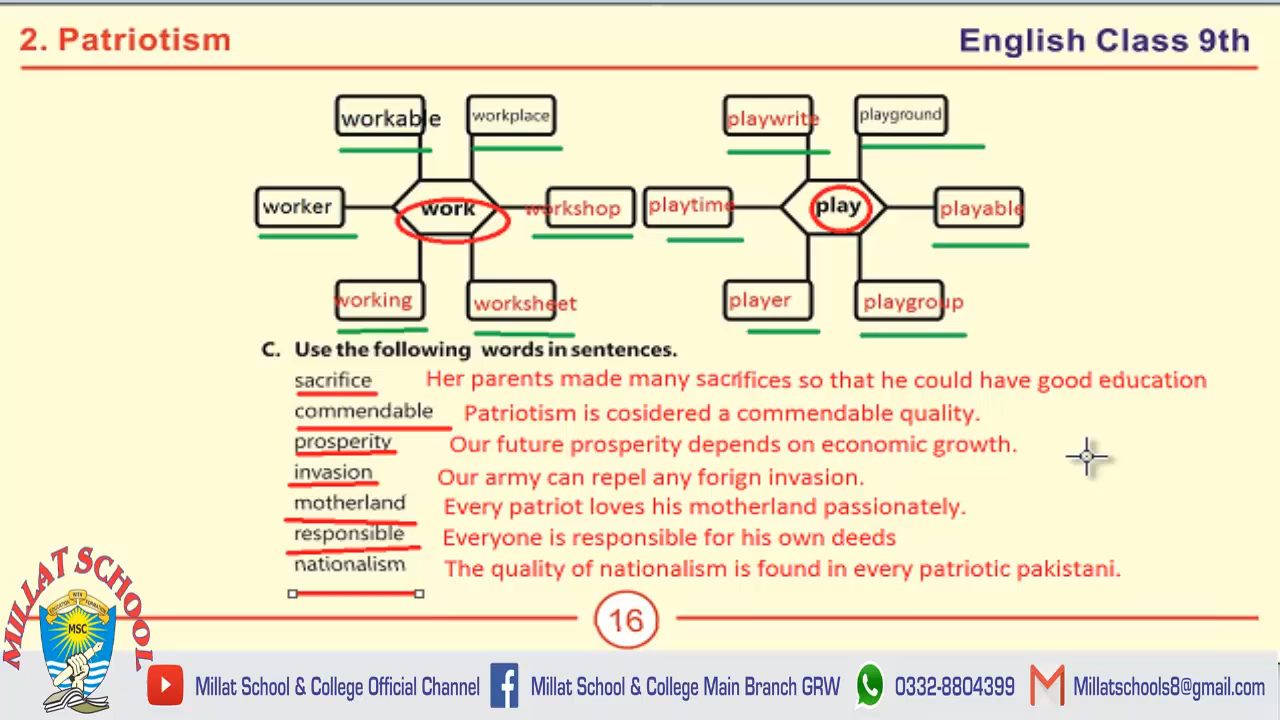 2. Patriotism
English Class 9th
workable
workplace
playwrite
playground
worker
work
workshop
playtime
play
playable
working
worksheet
player
playgroup
C. Use the following words in sentences.
sacrifice Her parents made many sacrifices so that he could have good education
commendable Patriotism is cosidered a commendable quality.
prosperity Our future prosperity depends on economic growth.
invasion Our army can repel any forign invasion.
motherland Every patriot loves his motherland passionately.
responsible Everyone is responsible for his own deeds
nationalism The quality of nationalism is found in every patriotic pakistani.
16
MILLAT SCHOOL
MSC
Millat School & College Official Channel
Millat School & College Main Branch GRW
0332-8804399
Millatschools8@gmail.com